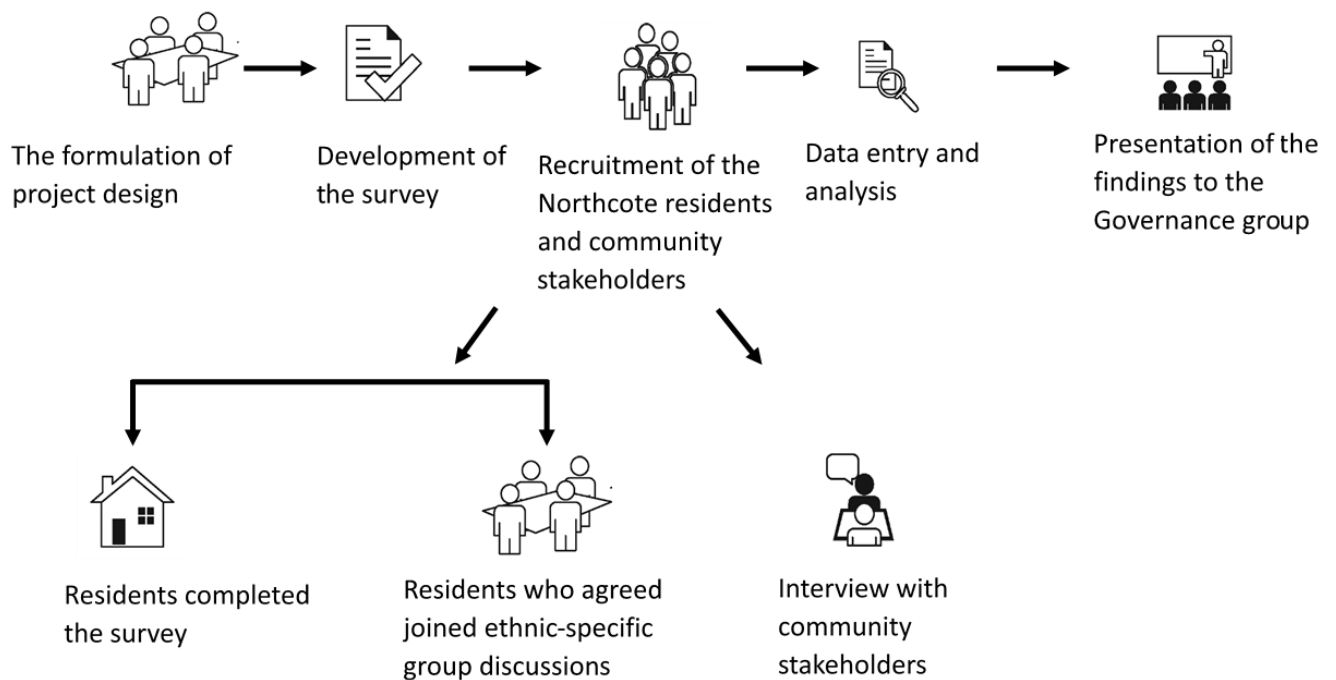 The formulation of
project design
Development of
the survey
Recruitment of the
Northcote residents
and community
stakeholders
Data entry and
analysis
Presentation of the
findings to the
Governance group
Residents completed
the survey
Residents who agreed
joined ethnic-specific
group discussions
Interview with
community
stakeholders